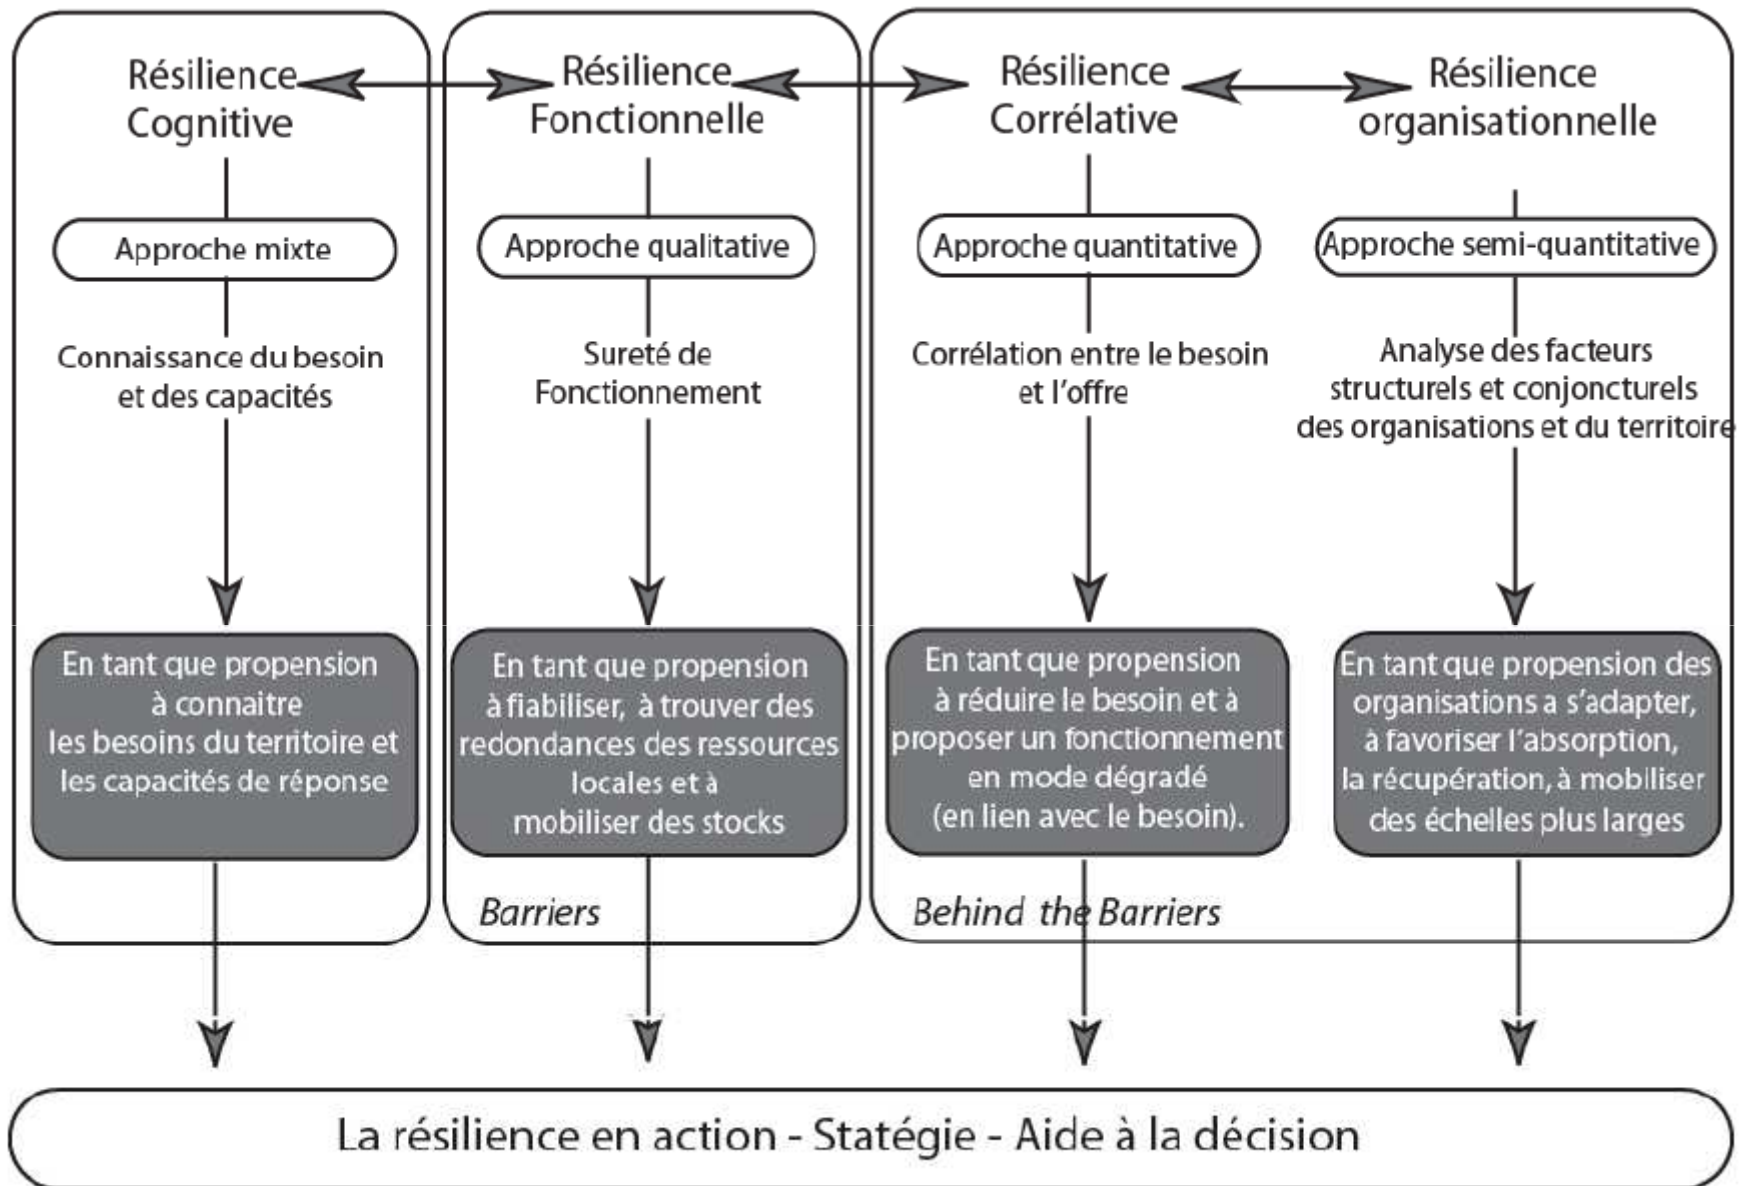 Résilience
Cognitive
Approche mixte
Connaissance du besoin
et des capacités
En tant que propension
à connaitre
les besoins du territoire et
les capacités de réponse
Résilience
Fonctionnelle
Approche qualitative
Sureté de
Fonctionnement
En tant que propension
à fiabiliser, à trouver des
redondances des ressources
locales et à
mobiliser des stocks
Barriers
Résilience
Corrélative
Approche quantitative
Corrélation entre le besoin
et l'offre
En tant que propension
à réduire le besoin et à
proposer un fonctionnement
en mode dégradé
(en lien avec le besoin).
Behind the Barriers
Résilience
organisationnelle
Approche semi-quantitative
Analyse des facteurs
structurels et conjoncturels
des organisations et du territoire
En tant que propension des
organisations a s'adapter,
à favoriser l'absorption,
la récupération, à mobiliser
des échelles plus larges
La résilience en action - Statégie - Aide à la décision